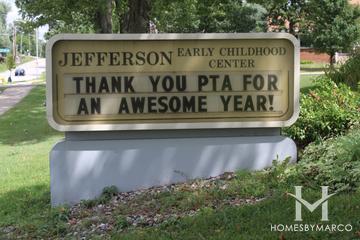 JEFFERSON EARLY CHILDHOOD CENTER
THANK YOU PTA FOR
AN AWESOME YEAR!
HOMESBYMARCO